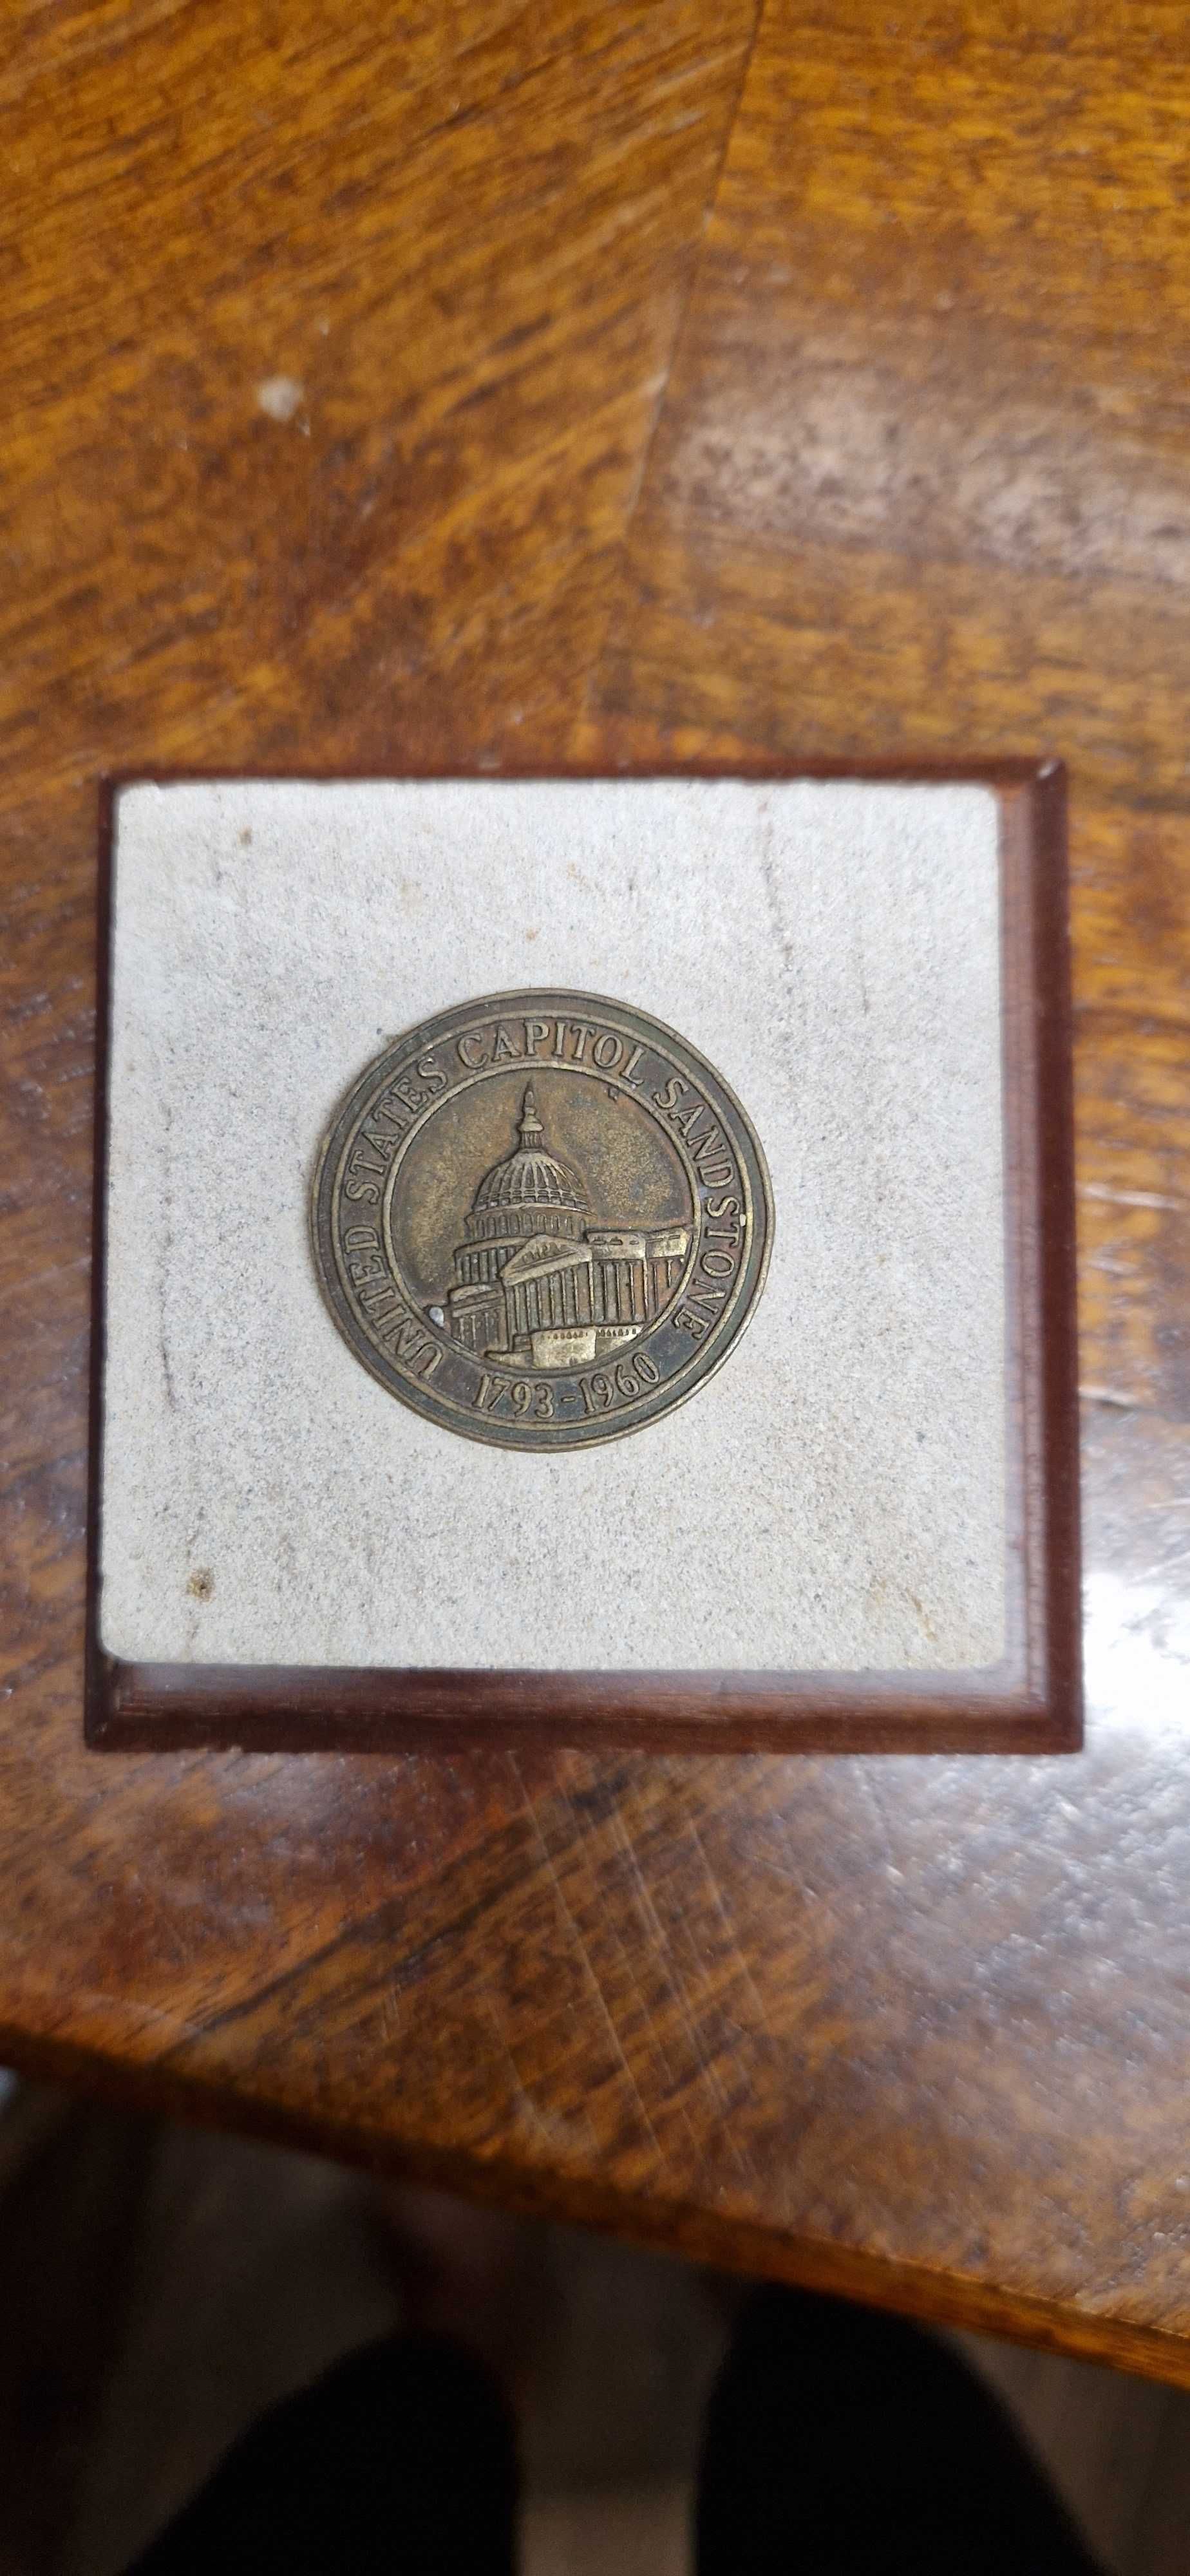 UNITED STATES CAPITOL SANDSTONE
1793-1960